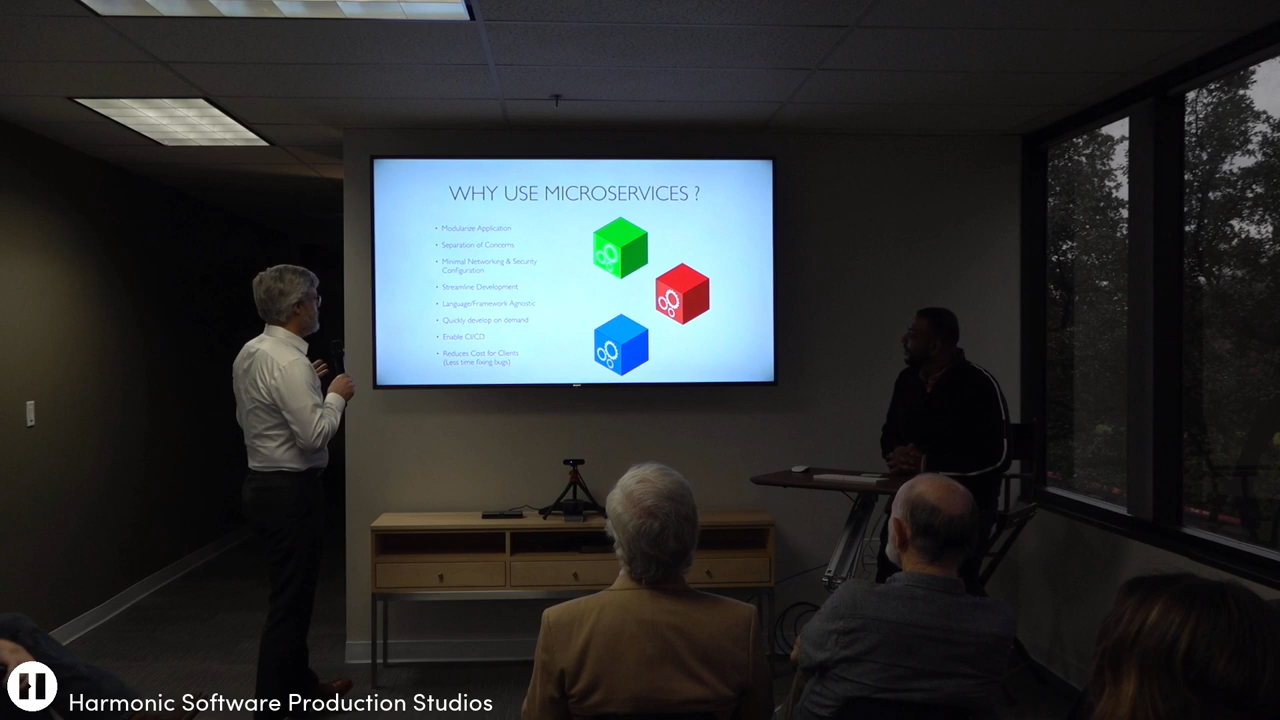 WHY USE MICROSERVICES ?
• Modularize Application
• Separation of Concerns
• Minimal Networking & Security
Configuration
• Streamline Development
• Language/Framework Agnostic
• Quickly develop on demand
• Enable CI/CD
• Reduces Cost for Clients
(Less time fixing bugs)
Harmonic Software Production Studios